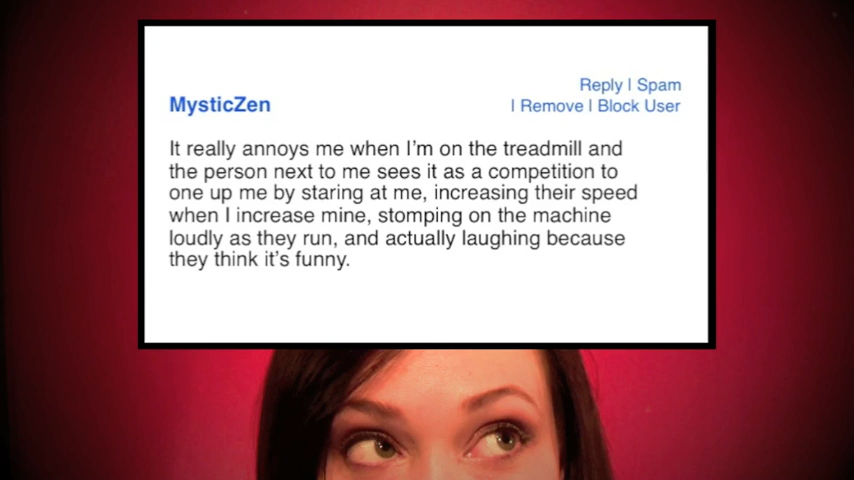 Reply | Spam
MysticZen
| Remove | Block User
It really annoys me when I'm on the treadmill and
the person next to me sees it as a competition to
one up me by staring at me, increasing their speed
when I increase mine, stomping on the machine
loudly as they run, and actually laughing because
they think it's funny.